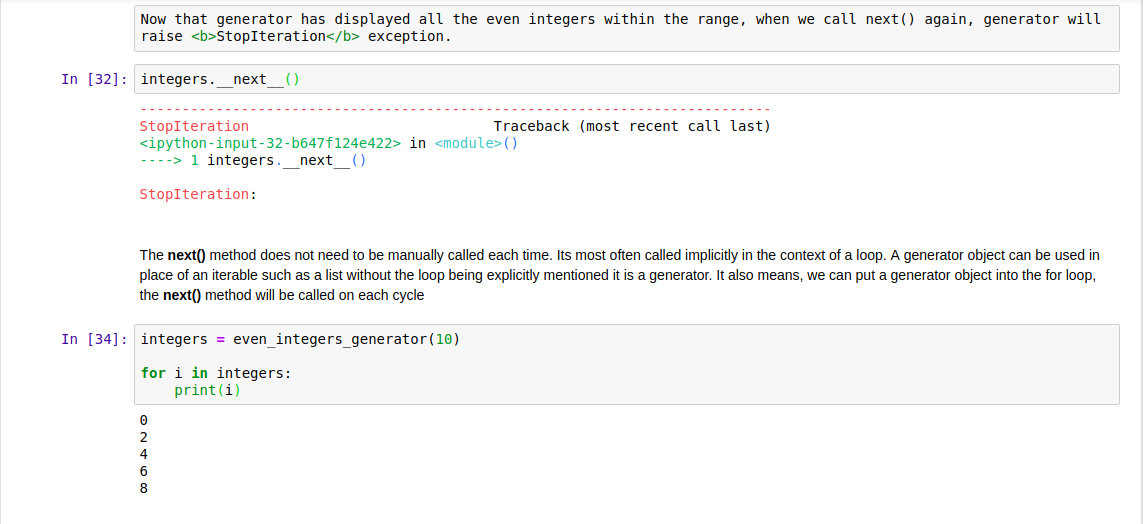 Now that generator has displayed all the even integers within the range, when we call next() again, generator will
raise <b>StopIteration</b> exception.
In [32]: integers.__next__()
---------------------------------------------------------------------------
StopIteration                             Traceback (most recent call last)
<ipython-input-32-b647f124e422> in <module>()
----> 1 integers.__next__()
StopIteration:
The next() method does not need to be manually called each time. Its most often called implicitly in the context of a loop. A generator object can be used in
place of an iterable such as a list without the loop being explicitly mentioned it is a generator. It also means, we can put a generator object into the for loop,
the next() method will be called on each cycle
In [34]: integers = even_integers_generator(10)
for i in integers:
    print(i)
0
2
4
6
8